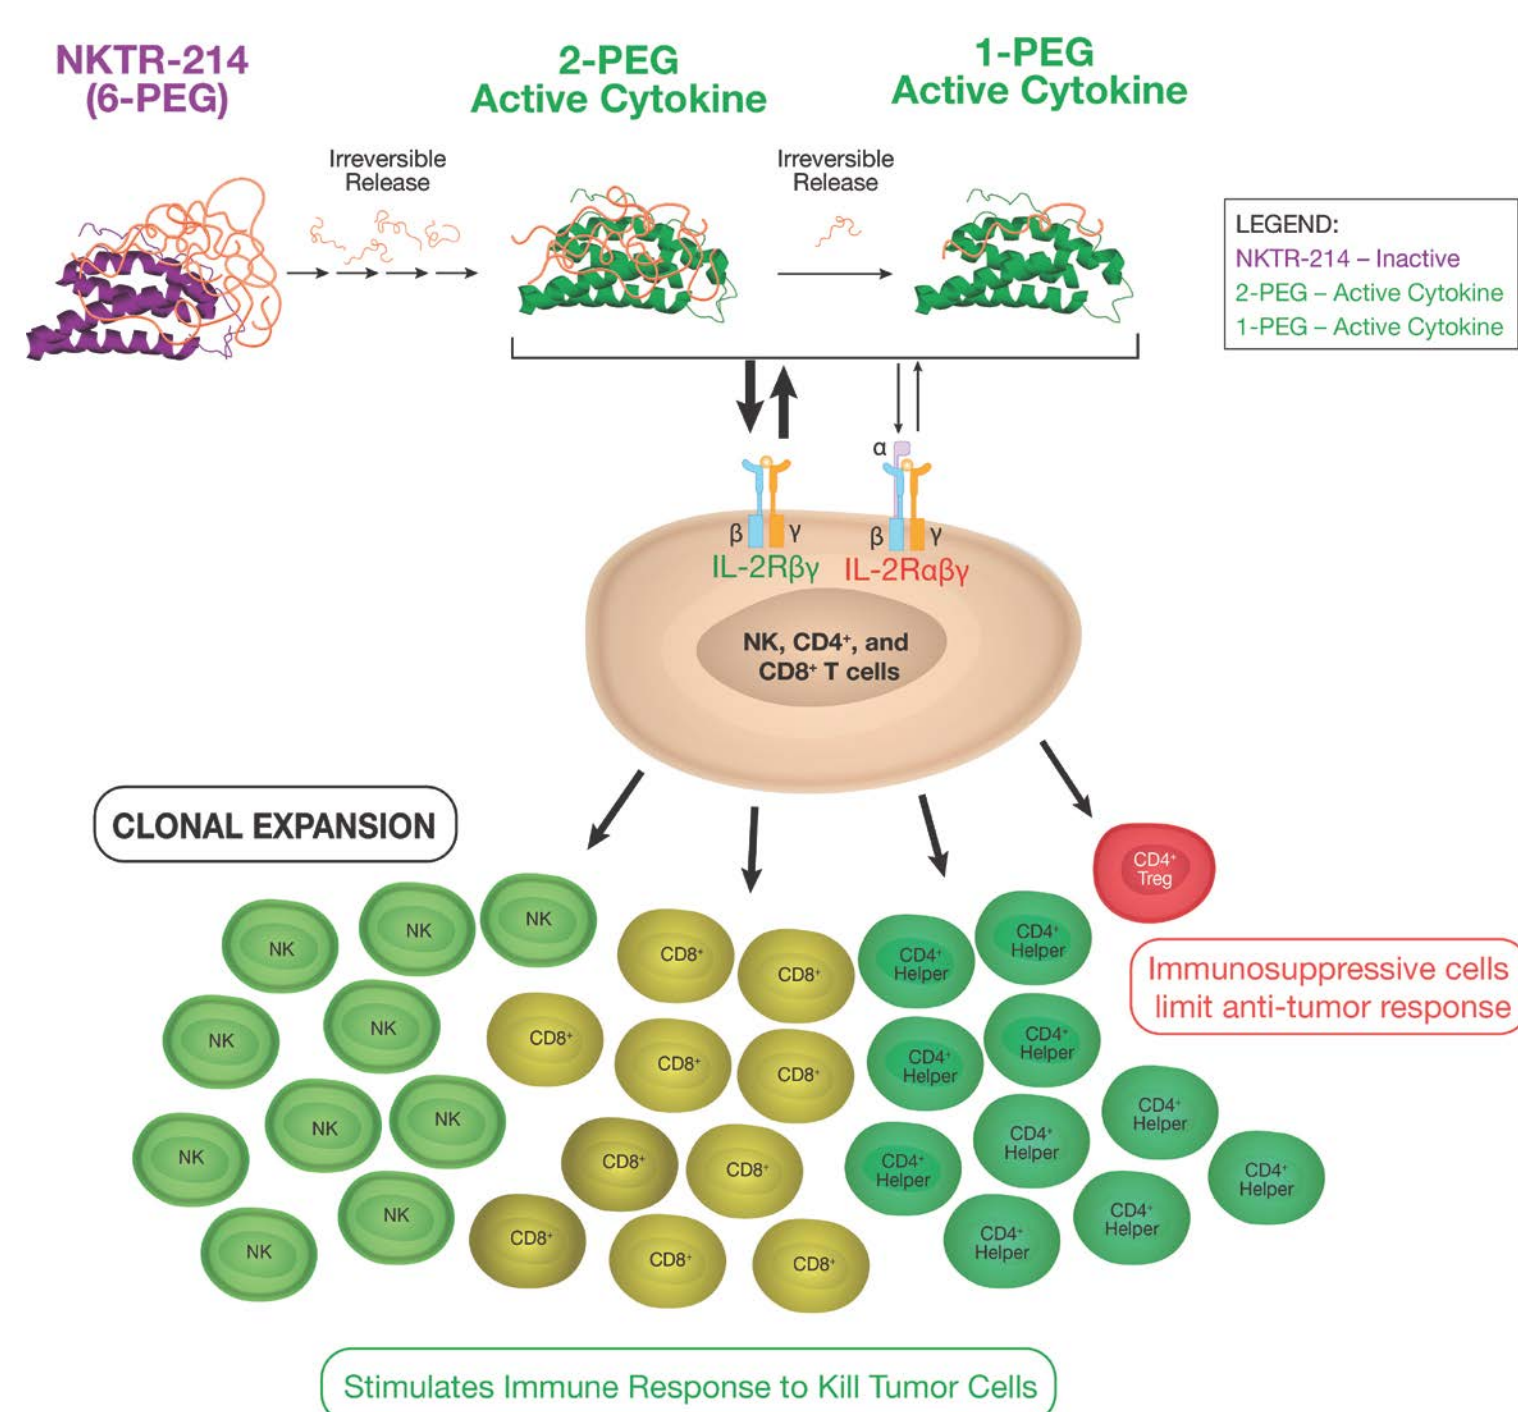 NKTR-214
(6-PEG)
2-PEG
Active Cytokine
1-PEG
Active Cytokine
Irreversible
Release
Irreversible
Release
LEGEND:
NKTR-214 – Inactive
2-PEG – Active Cytokine
1-PEG – Active Cytokine
α
β
γ
β
γ
IL-2Rβγ
IL-2Rαβγ
NK, CD4⁺, and
CD8⁺ T cells
CLONAL EXPANSION
CD4⁺
Treg
Immunosuppressive cells
limit anti-tumor response
NK
NK
NK
NK
NK
NK
NK
NK
NK
NK
CD8⁺
CD8⁺
CD8⁺
CD8⁺
CD8⁺
CD8⁺
CD8⁺
CD8⁺
CD8⁺
CD8⁺
CD4⁺
Helper
CD4⁺
Helper
CD4⁺
Helper
CD4⁺
Helper
CD4⁺
Helper
CD4⁺
Helper
CD4⁺
Helper
CD4⁺
Helper
CD4⁺
Helper
CD4⁺
Helper
Stimulates Immune Response to Kill Tumor Cells